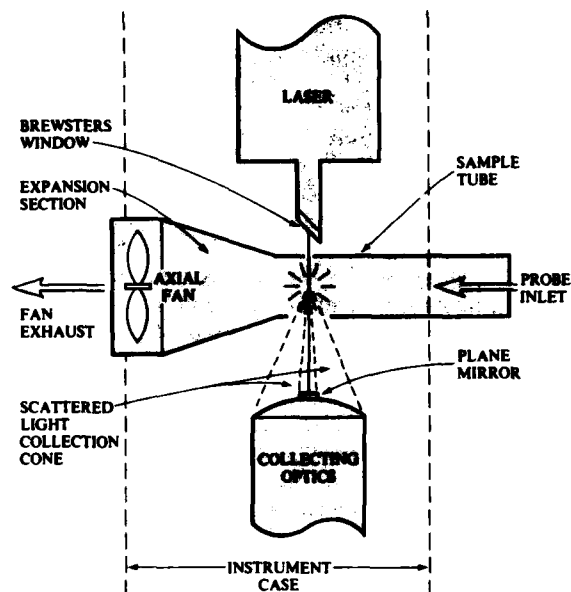 LASER
BREWSTERS
WINDOW
SAMPLE
TUBE
EXPANSION
SECTION
AXIAL
FAN
FAN
EXHAUST
PROBE
INLET
PLANE
MIRROR
SCATTERED
LIGHT
COLLECTION
CONE
COLLECTING
OPTICS
INSTRUMENT
CASE